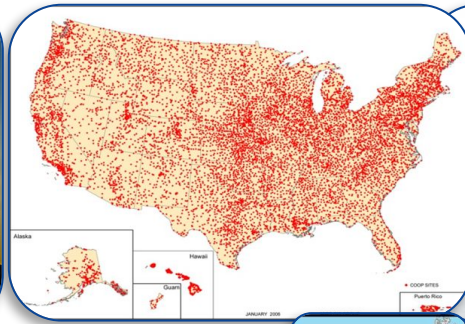 Alaska
Hawaii
Guam
COOP SITES
JANUARY 2006
Puerto Rico